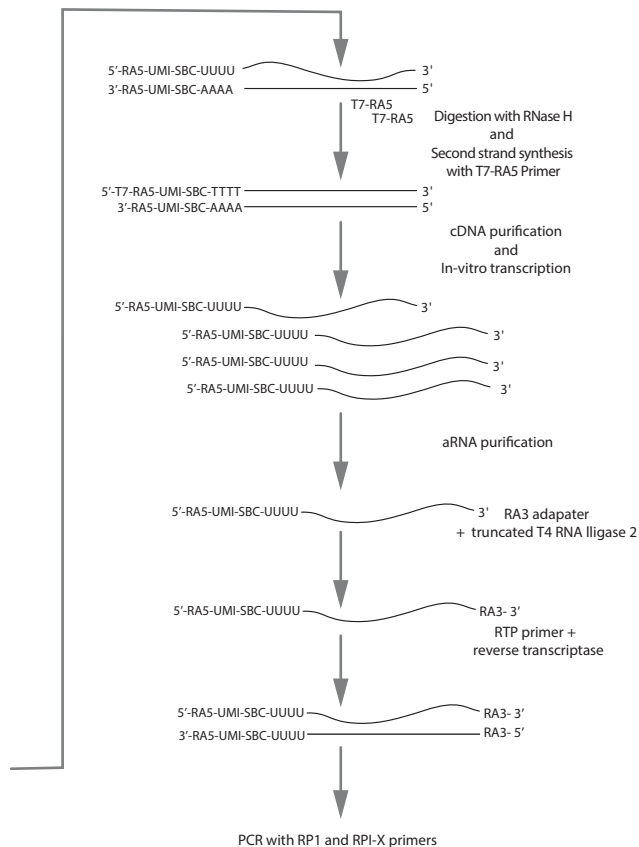 5’-RA5-UMI-SBC-UUUU 3'
3’-RA5-UMI-SBC-AAAA 5'
T7-RA5
T7-RA5
Digestion with RNase H
and
Second strand synthesis
with T7-RA5 Primer
5’-T7-RA5-UMI-SBC-TTTT 3'
3’-RA5-UMI-SBC-AAAA 5'
cDNA purification
and
In-vitro transcription
5’-RA5-UMI-SBC-UUUU 3'
5’-RA5-UMI-SBC-UUUU 3'
5’-RA5-UMI-SBC-UUUU 3'
5’-RA5-UMI-SBC-UUUU 3'
aRNA purification
5’-RA5-UMI-SBC-UUUU 3' RA3 adapater
+ truncated T4 RNA lligase 2
5’-RA5-UMI-SBC-UUUU RA3- 3’
RTP primer +
reverse transcriptase
5’-RA5-UMI-SBC-UUUU RA3- 3’
3’-RA5-UMI-SBC-UUUU RA3- 5’
PCR with RP1 and RPI-X primers